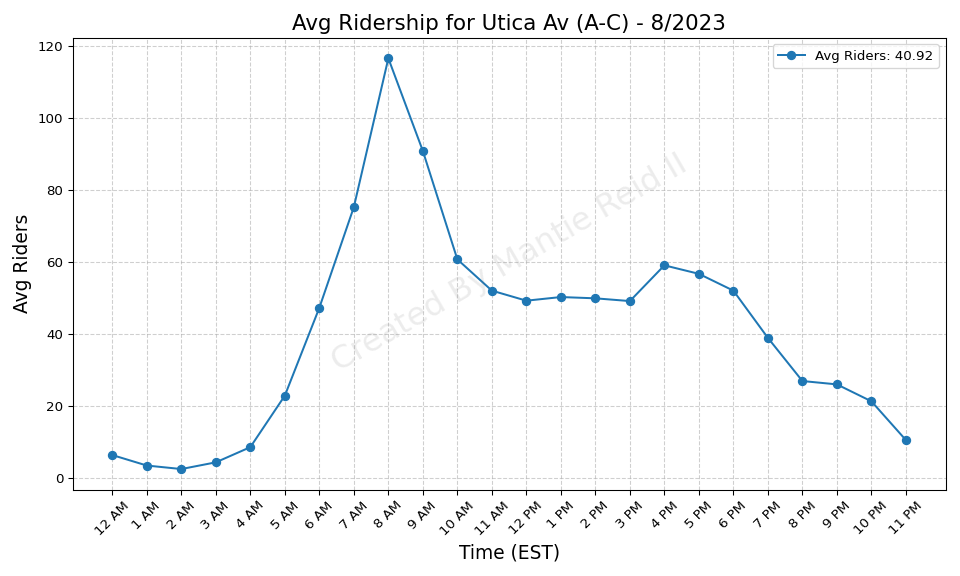 Avg Ridership for Utica Av (A-C) - 8/2023
Avg Riders: 40.92
Avg Riders
120
100
80
60
40
20
0
Created By Mantie Reid II
12 AM
1 AM
2 AM
3 AM
4 AM
5 AM
6 AM
7 AM
8 AM
9 AM
10 AM
11 AM
12 PM
1 PM
2 PM
3 PM
4 PM
5 PM
6 PM
7 PM
8 PM
9 PM
10 PM
11 PM
Time (EST)